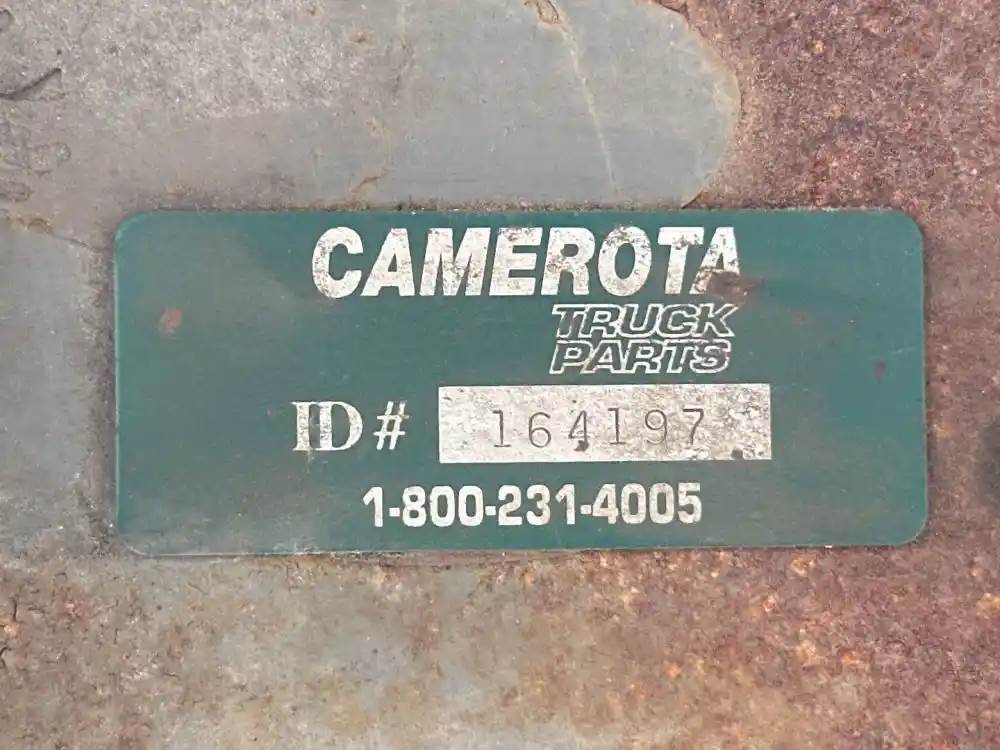 CAMEROTA
TRUCK
PARTS
ID# 164197
1-800-231-4005